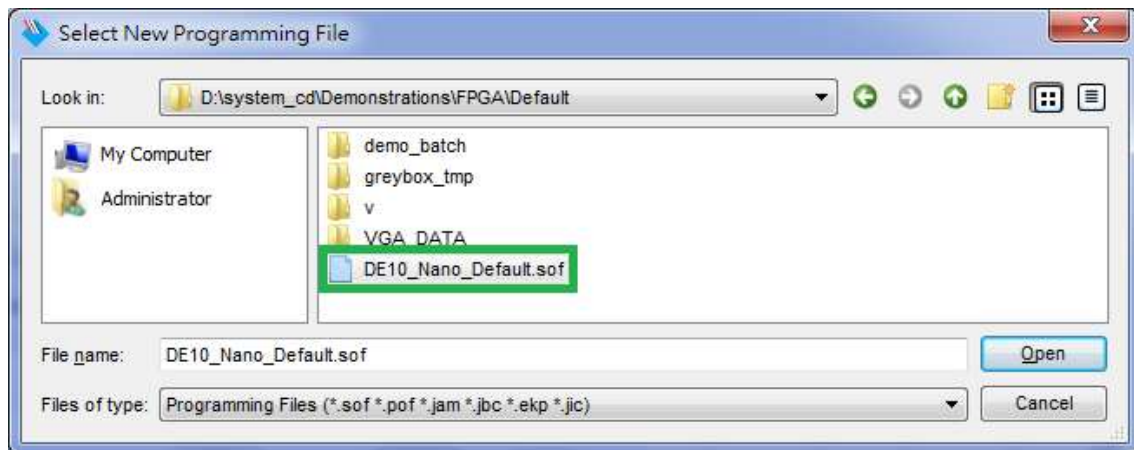 Select New Programming File
Look in: D:\system_cd\Demonstrations\FPGA\Default
My Computer
Administrator
demo_batch
greybox_tmp
v
VGA_DATA
DE10_Nano_Default.sof
File name: DE10_Nano_Default.sof Open
Files of type: Programming Files (*.sof *.pof *.jam *.jbc *.ekp *.jic) Cancel